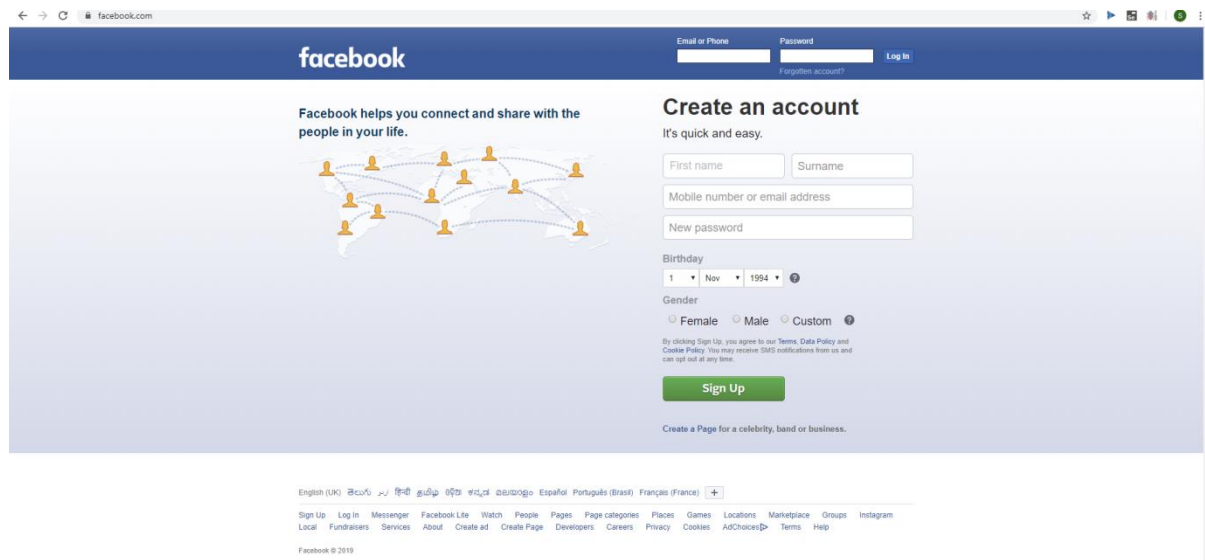 facebook.com
S
facebook
Email or Phone
Password
Log In
Forgotten account?
Facebook helps you connect and share with the
people in your life.
Create an account
It's quick and easy.
First name
Surname
Mobile number or email address
New password
Birthday
1 Nov 1994
Gender
Female Male Custom
By clicking Sign Up, you agree to our Terms, Data Policy and
Cookie Policy. You may receive SMS notifications from us and
can opt out at any time.
Sign Up
Create a Page for a celebrity, band or business.
English (UK) తెలుగు اردو हिन्दी தமிழ் ଓଡ଼ିଆ ಕನ್ನಡ മലയാളം Español Português (Brasil) Français (France) +
Sign Up Log In Messenger Facebook Lite Watch People Pages Page categories Places Games Locations Marketplace Groups Instagram
Local Fundraisers Services About Create ad Create Page Developers Careers Privacy Cookies AdChoices Terms Help
Facebook © 2019